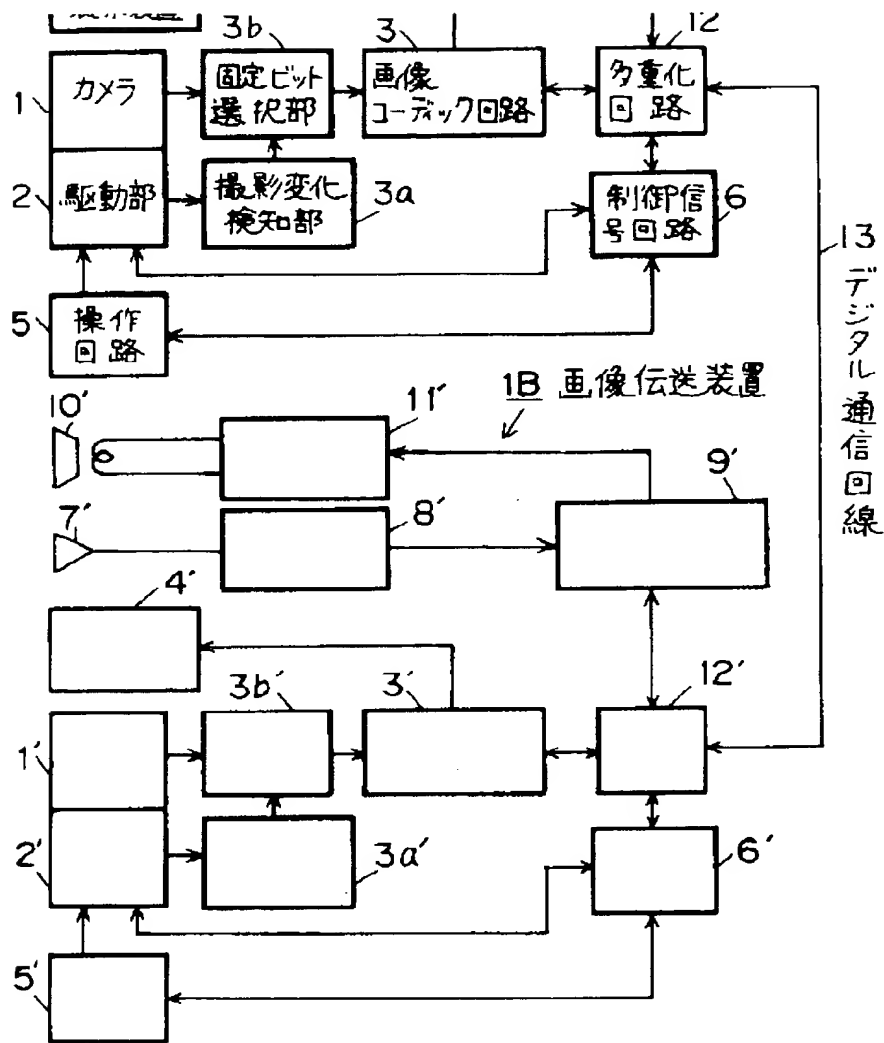 3b
3
12
1
カメラ
固定ビット
選択部
画像
コーディック回路
多重化
回路
2
駆動部
撮影変化
検知部
3a
制御信
号回路
6
13
デジタル通信回線
5
操作
回路
1B 画像伝送装置
10'
11'
9'
7'
8'
4'
3b'
3'
12'
1'
2'
3a'
6'
5'